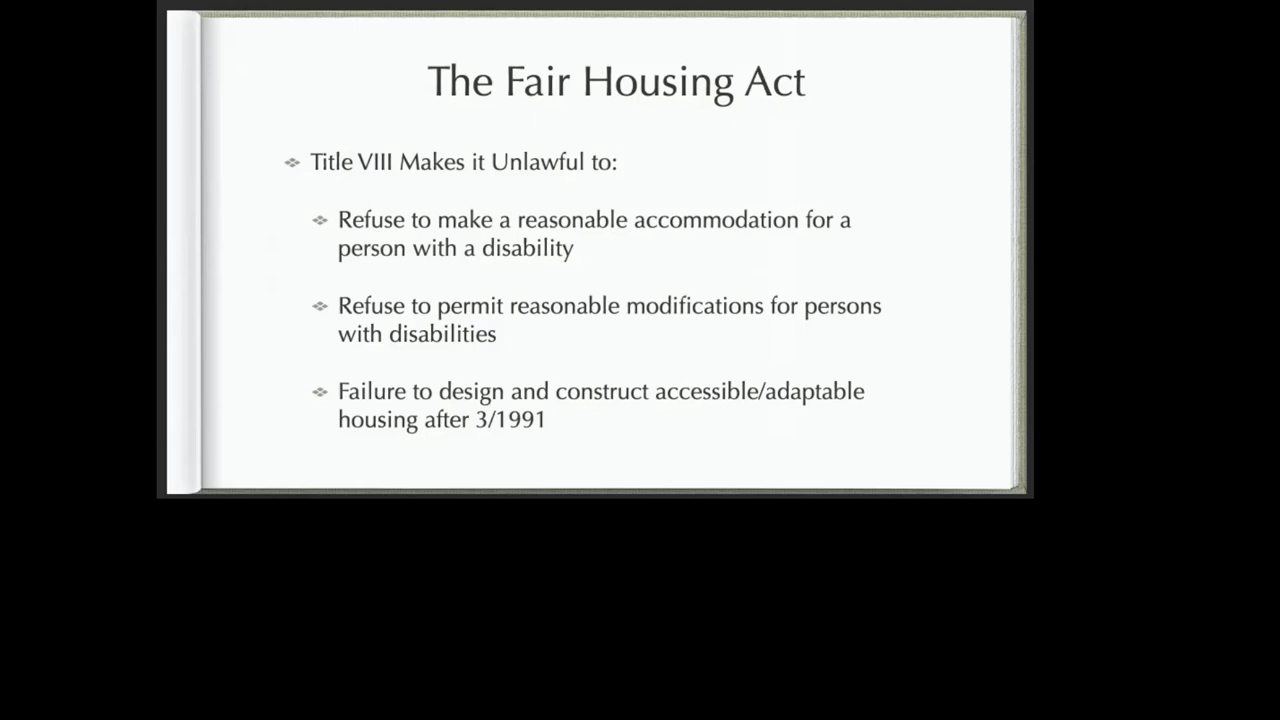 The Fair Housing Act
Title VIII Makes it Unlawful to:
Refuse to make a reasonable accommodation for a
person with a disability
Refuse to permit reasonable modifications for persons
with disabilities
Failure to design and construct accessible/adaptable
housing after 3/1991